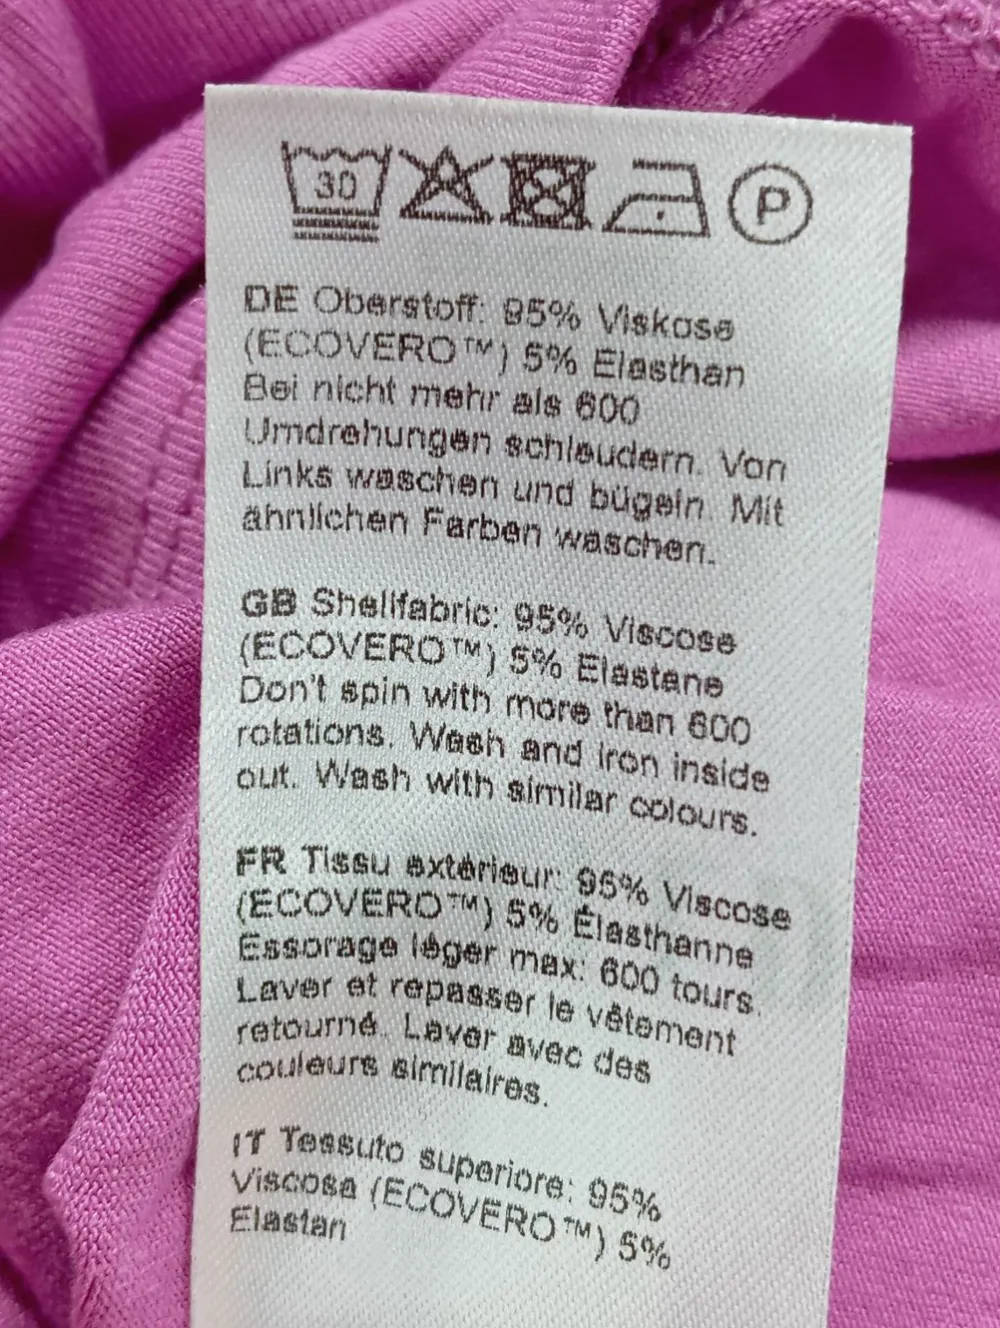 30
P
DE Oberstoff: 95% Viskose
(ECOVERO™) 5% Elasthan
Bei nicht mehr als 600
Umdrehungen schleudern. Von
Links waschen und bügeln. Mit
ähnlichen Farben waschen.
GB Shellfabric: 95% Viscose
(ECOVERO™) 5% Elastane
Don't spin with more than 600
rotations. Wash and iron inside
out. Wash with similar colours.
FR Tissu extérieur: 95% Viscose
(ECOVERO™) 5% Élasthanne
Essorage léger max: 600 tours.
Laver et repasser le vêtement
retourné. Laver avec des
couleurs similaires.
IT Tessuto superiore: 95%
Viscosa (ECOVERO™) 5%
Elastan